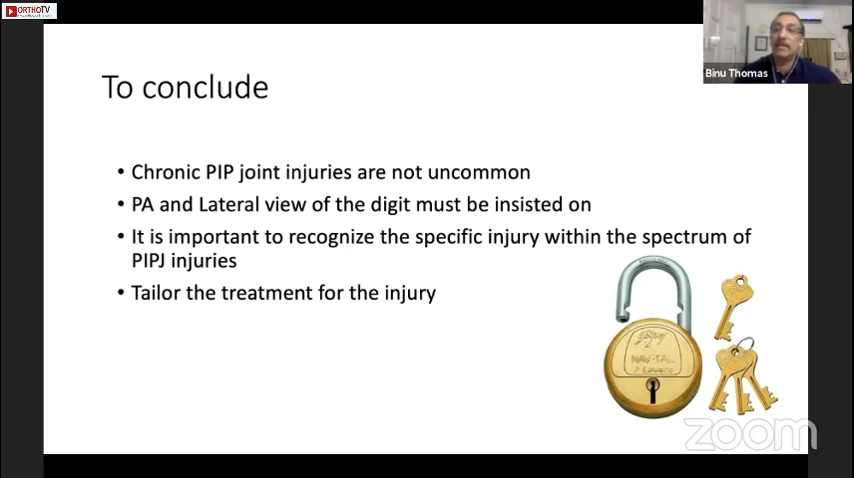 ORTHOTV
Binu Thomas
To conclude
• Chronic PIP joint injuries are not uncommon
• PA and Lateral view of the digit must be insisted on
• It is important to recognize the specific injury within the spectrum of
PIPJ injuries
• Tailor the treatment for the injury
Godrej
NAV-TAL
7 Levers
zoom